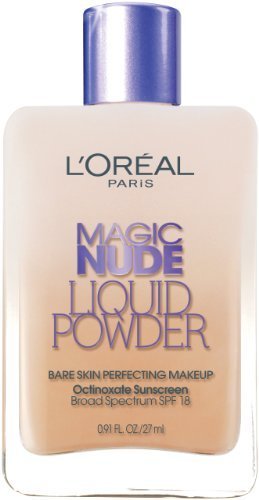 L'ORÉAL
PARIS
MAGIC
NUDE
LIQUID
POWDER
BARE SKIN PERFECTING MAKEUP
Octinoxate Sunscreen
Broad Spectrum SPF 18
0.91 FL. OZ/27 ml